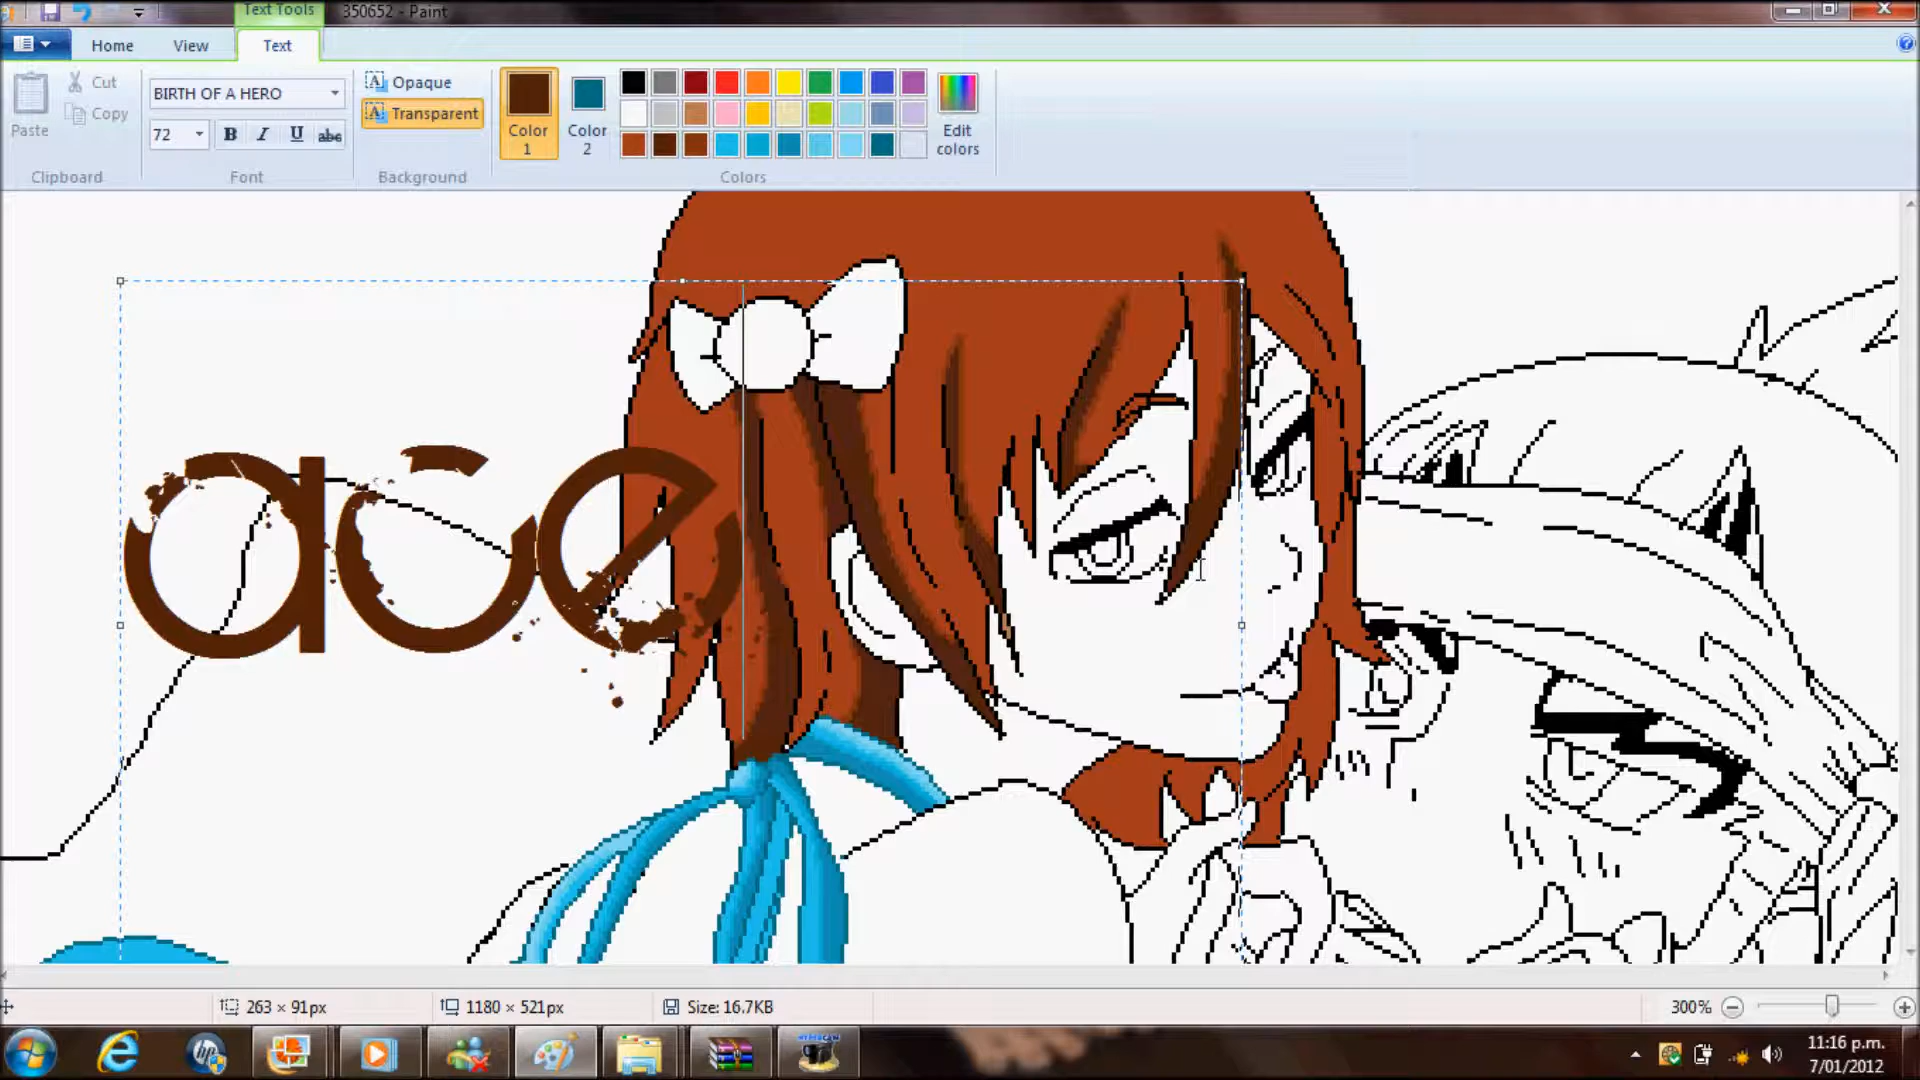 Text Tools
350652 - Paint
Home
View
Text
Paste
Cut
Copy
Clipboard
BIRTH OF A HERO
72
B I U abc
Font
Opaque
Transparent
Background
Color 1
Color 2
Edit colors
Colors
ace
263 × 91px
1180 × 521px
Size: 16.7KB
300%
hp
HYPERCAM
11:16 p.m.
7/01/2012